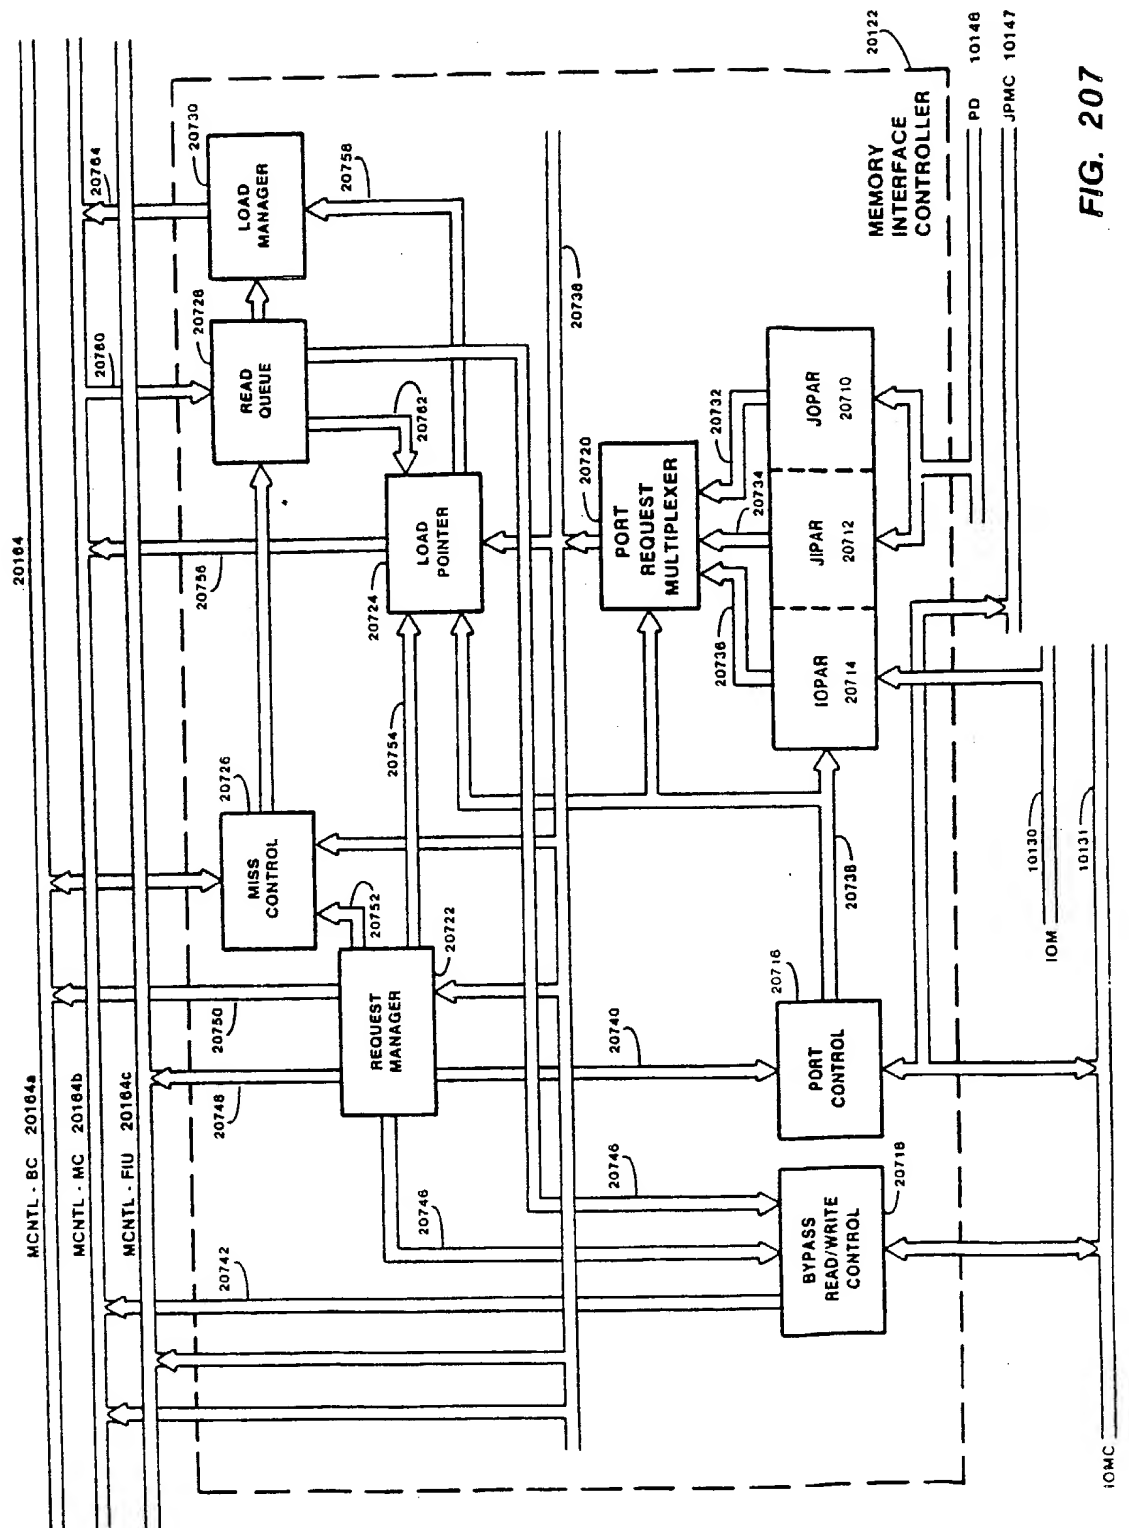 20164
MCNTL - BC 20164a
MCNTL - MC 20164b
MCNTL - FIU 20164c
20742
20748
20750
20756
20760
20764
MISS
CONTROL
20726
READ
QUEUE
20728
LOAD
MANAGER
20730
REQUEST
MANAGER
20722
20752
20754
LOAD
POINTER
20724
20762
20758
20746
20746
20740
20738
PORT
REQUEST
MULTIPLEXER
20720
20736
20734
20732
BYPASS
READ/WRITE
CONTROL
20718
PORT
CONTROL
20716
20738
IOPAR
20714
JIPAR
20712
JOPAR
20710
MEMORY
INTERFACE
CONTROLLER
20122
PD 10146
JPMC 10147
IOM
10130
10131
IOMC
FIG. 207